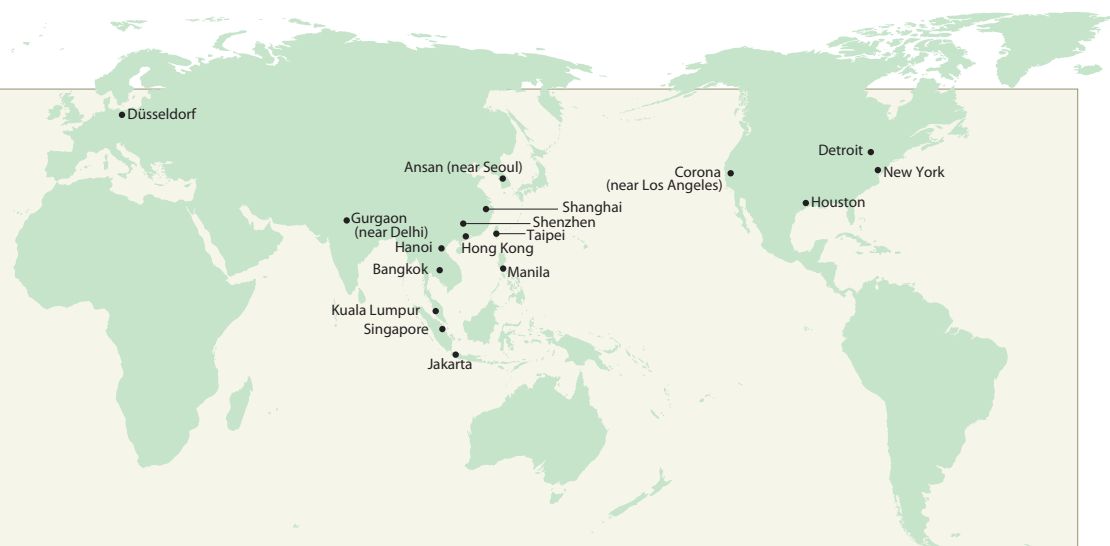 Düsseldorf
Ansan (near Seoul)
Shanghai
Shenzhen
Taipei
Gurgaon
(near Delhi)
Hong Kong
Hanoi
Bangkok
Manila
Kuala Lumpur
Singapore
Jakarta
Corona
(near Los Angeles)
Detroit
New York
Houston